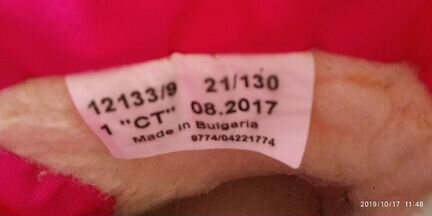 12133/9 21/130
1 "CT" 08.2017
Made in Bulgaria
9774/04221774
2019/10/17 11:48